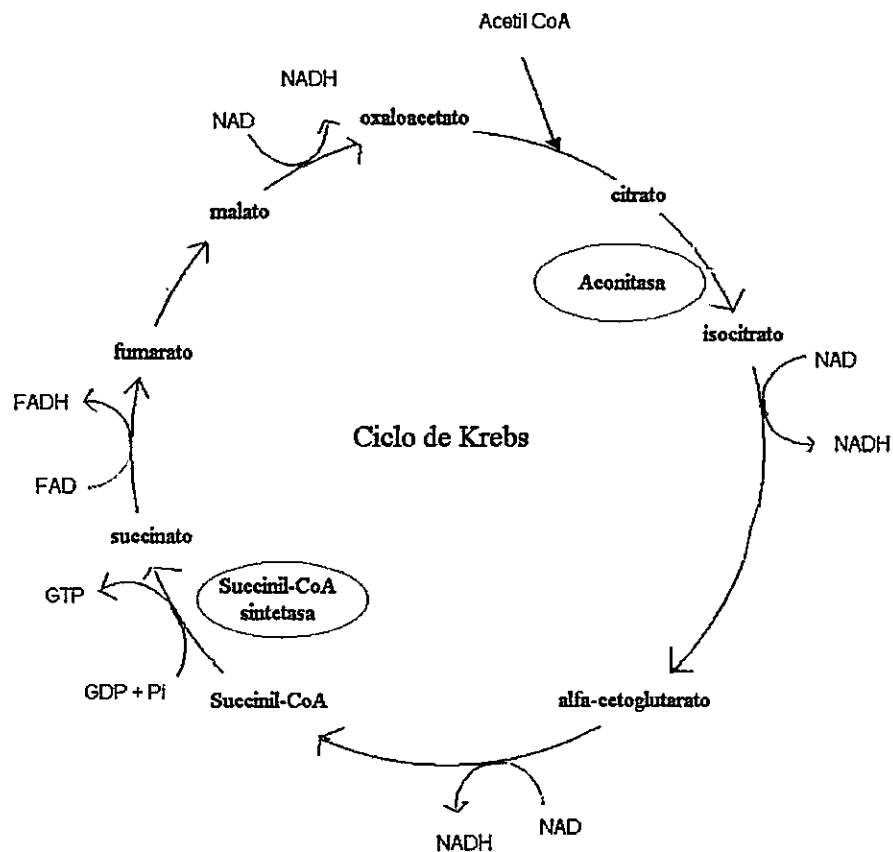 Acetil CoA
NADH
NAD
oxaloacetato
citrato
malato
Aconitasa
isocitrato
fumarato
NAD
FADH
Ciclo de Krebs
NADH
FAD
succinato
GTP
Succinil-CoA
sintetasa
GDP + Pi
Succinil-CoA
alfa-cetoglutarato
NADH
NAD